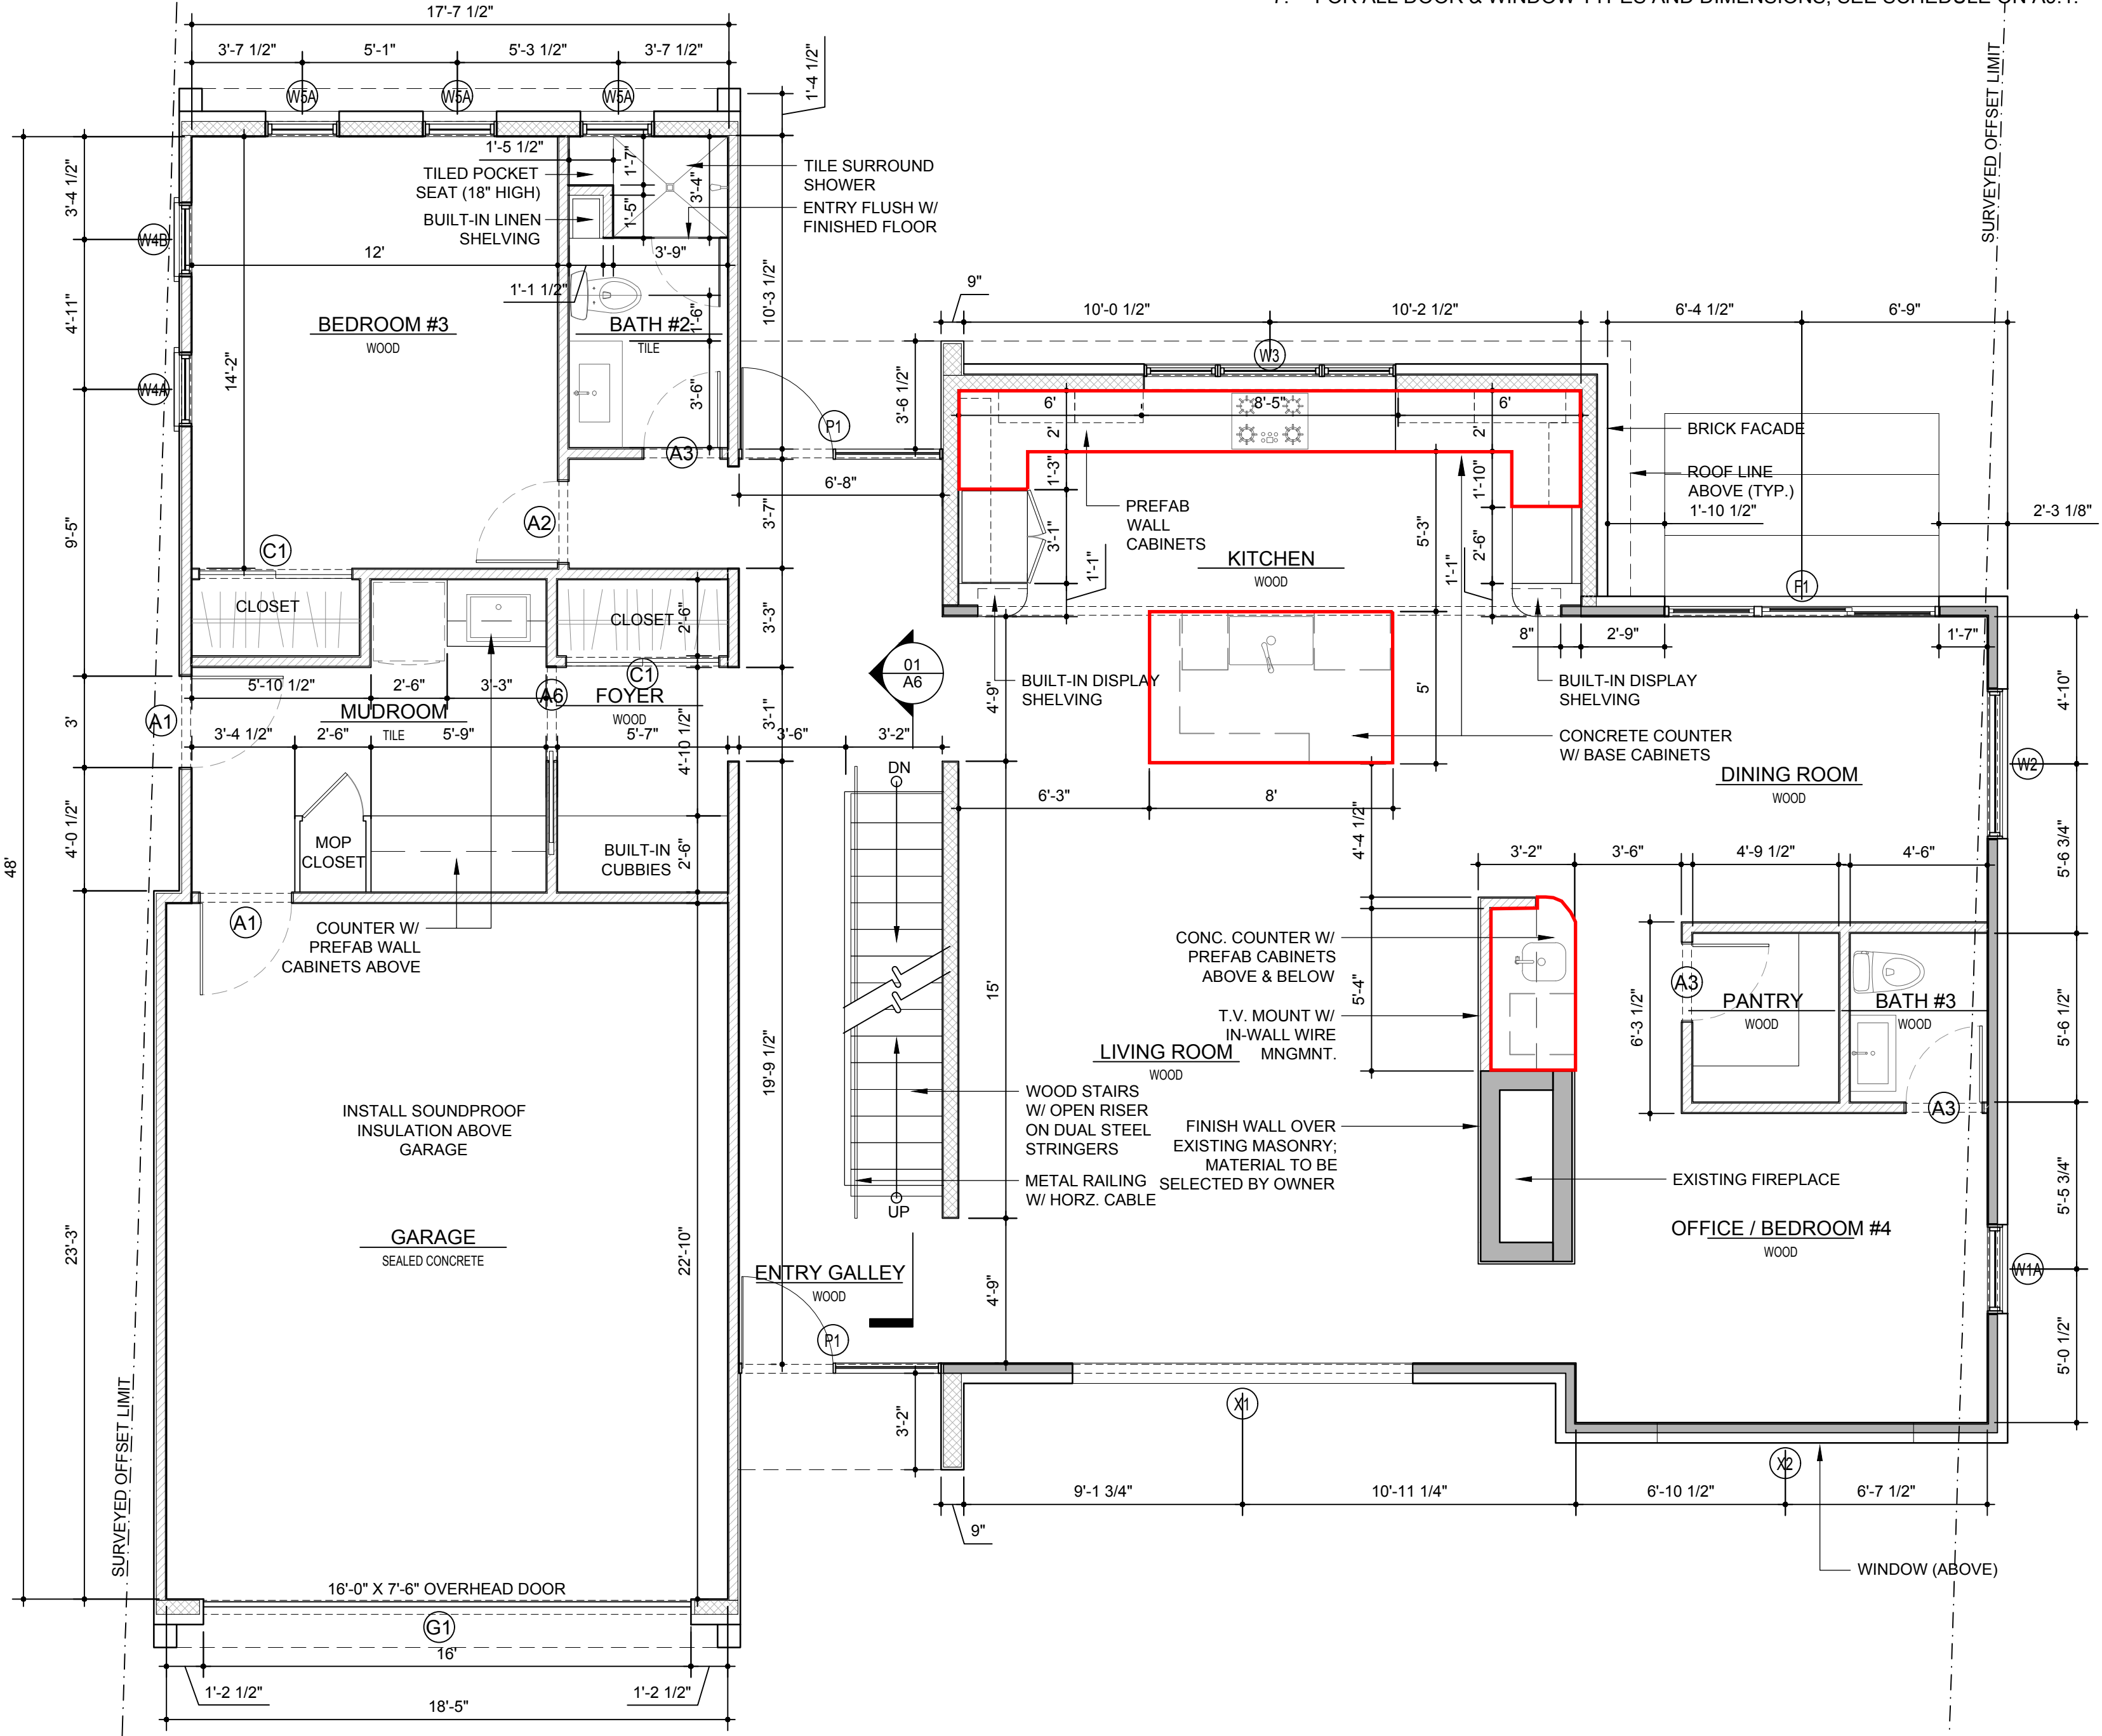 7. FOR ALL DOOR & WINDOW TYPES AND DIMENSIONS, SEE SCHEDULE ON A9.1.
17'-7 1/2"
3'-7 1/2" 5'-1" 5'-3 1/2" 3'-7 1/2"
1'-4 1/2"
W5A W5A W5A
SURVEYED OFFSET LIMIT
1'-5 1/2"
1'-7"
3'-4"
1'-5"
TILED POCKET
SEAT (18" HIGH)
BUILT-IN LINEN
SHELVING
TILE SURROUND
SHOWER
ENTRY FLUSH W/
FINISHED FLOOR
3'-4 1/2"
W4B
12'
3'-9"
1'-1 1/2"
10'-3 1/2"
4'-11"
BEDROOM #3
WOOD
BATH #2
TILE
1'-6"
3'-6"
14'-2"
W4A
A3
P1
3'-6 1/2"
9"
10'-0 1/2" 10'-2 1/2" 6'-4 1/2" 6'-9"
W3
6' 8'-5" 6'
2' 2'
1'-3" 1'-10"
BRICK FACADE
ROOF LINE
ABOVE (TYP.)
1'-10 1/2"
2'-3 1/8"
6'-8"
A2
3'-7"
PREFAB
WALL
CABINETS
3'-1"
1'-1"
5'-3"
1'-1"
2'-6"
KITCHEN
WOOD
F1
9'-5"
48'
C1
CLOSET
CLOSET
2'-6"
3'-3"
8" 2'-9" 1'-7"
01
A6
BUILT-IN DISPLAY
SHELVING
4'-9"
5'
BUILT-IN DISPLAY
SHELVING
4'-10"
5'-10 1/2" 2'-6" 3'-3"
A6
C1
A1
3'
MUDROOM
TILE
FOYER
WOOD
4'-10 1/2"
3'-1"
3'-4 1/2" 2'-6" 5'-9" 5'-7" 3'-6" 3'-2"
CONCRETE COUNTER
W/ BASE CABINETS
DINING ROOM
WOOD
W2
DN
6'-3" 8'
4'-0 1/2"
MOP
CLOSET
BUILT-IN
CUBBIES
2'-6"
4'-4 1/2"
3'-2" 3'-6" 4'-9 1/2" 4'-6"
5'-6 3/4"
A1
COUNTER W/
PREFAB WALL
CABINETS ABOVE
15'
CONC. COUNTER W/
PREFAB CABINETS
ABOVE & BELOW
5'-4"
T.V. MOUNT W/
IN-WALL WIRE
MNGMNT.
6'-3 1/2"
A3
PANTRY
WOOD
BATH #3
WOOD
5'-6 1/2"
A3
LIVING ROOM
WOOD
19'-9 1/2"
WOOD STAIRS
W/ OPEN RISER
ON DUAL STEEL
STRINGERS
METAL RAILING
W/ HORZ. CABLE
UP
INSTALL SOUNDPROOF
INSULATION ABOVE
GARAGE
FINISH WALL OVER
EXISTING MASONRY;
MATERIAL TO BE
SELECTED BY OWNER
EXISTING FIREPLACE
5'-5 3/4"
23'-3"
GARAGE
SEALED CONCRETE
22'-10"
ENTRY GALLEY
WOOD
4'-9"
OFFICE / BEDROOM #4
WOOD
W1A
P1
5'-0 1/2"
3'-2"
X1
X2
SURVEYED OFFSET LIMIT
9'-1 3/4" 10'-11 1/4" 6'-10 1/2" 6'-7 1/2"
9"
WINDOW (ABOVE)
16'-0" X 7'-6" OVERHEAD DOOR
G1
16'
1'-2 1/2" 1'-2 1/2"
18'-5"